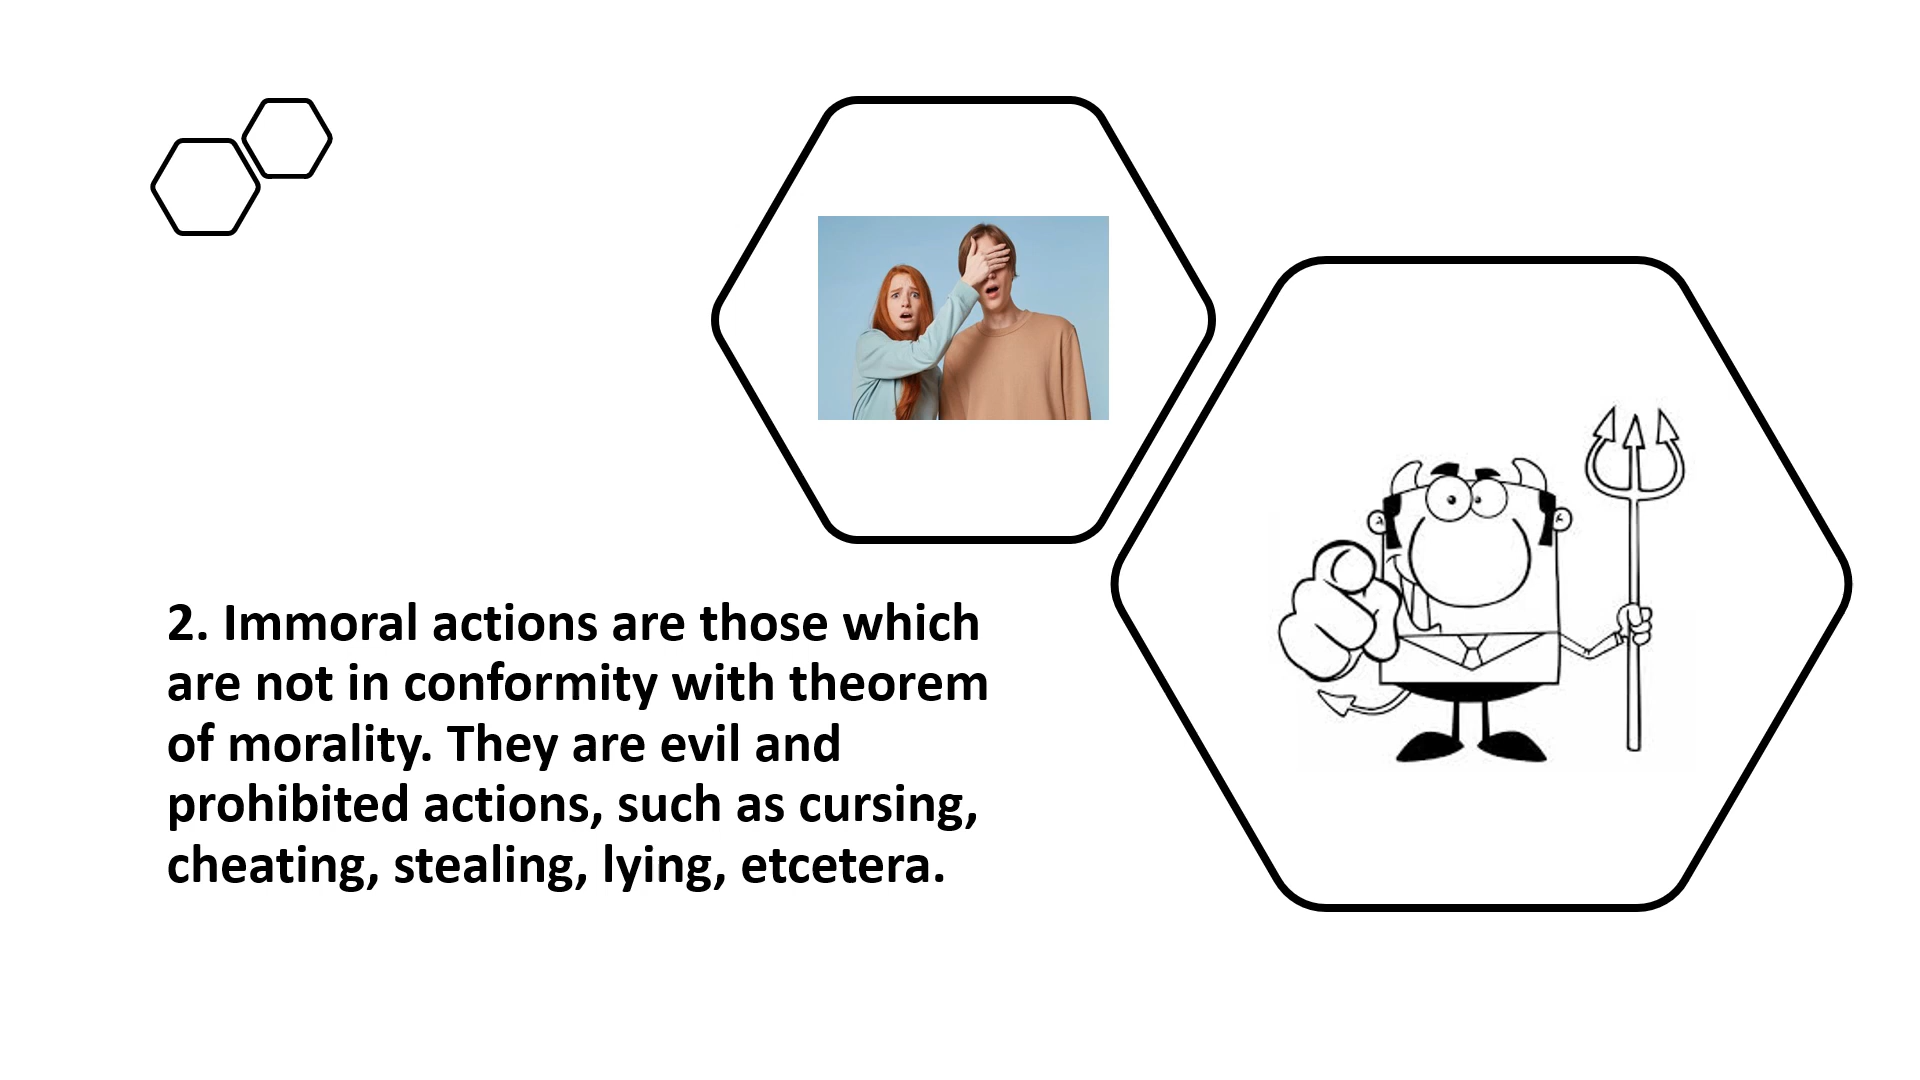 2. Immoral actions are those which
are not in conformity with theorem
of morality. They are evil and
prohibited actions, such as cursing,
cheating, stealing, lying, etcetera.